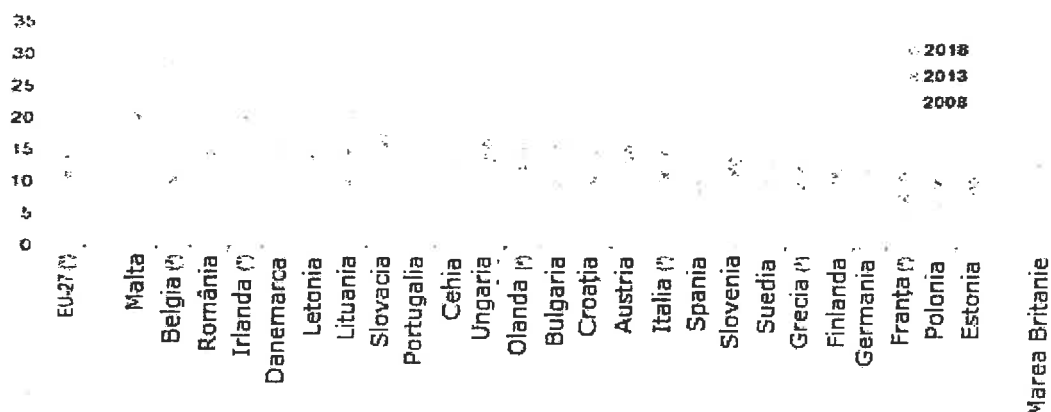 35
30
25
20
15
10
5
0
2018
2013
2008
EU-27 (¹)
Malta
Belgia (²)
România
Irlanda (¹)
Danemarca
Letonia
Lituania
Slovacia
Portugalia
Cehia
Ungaria
Olanda (¹)
Bulgaria
Croația
Austria
Italia (¹)
Spania
Slovenia
Suedia
Grecia (¹)
Finlanda
Germania
Franța (¹)
Polonia
Estonia
Marea Britanie